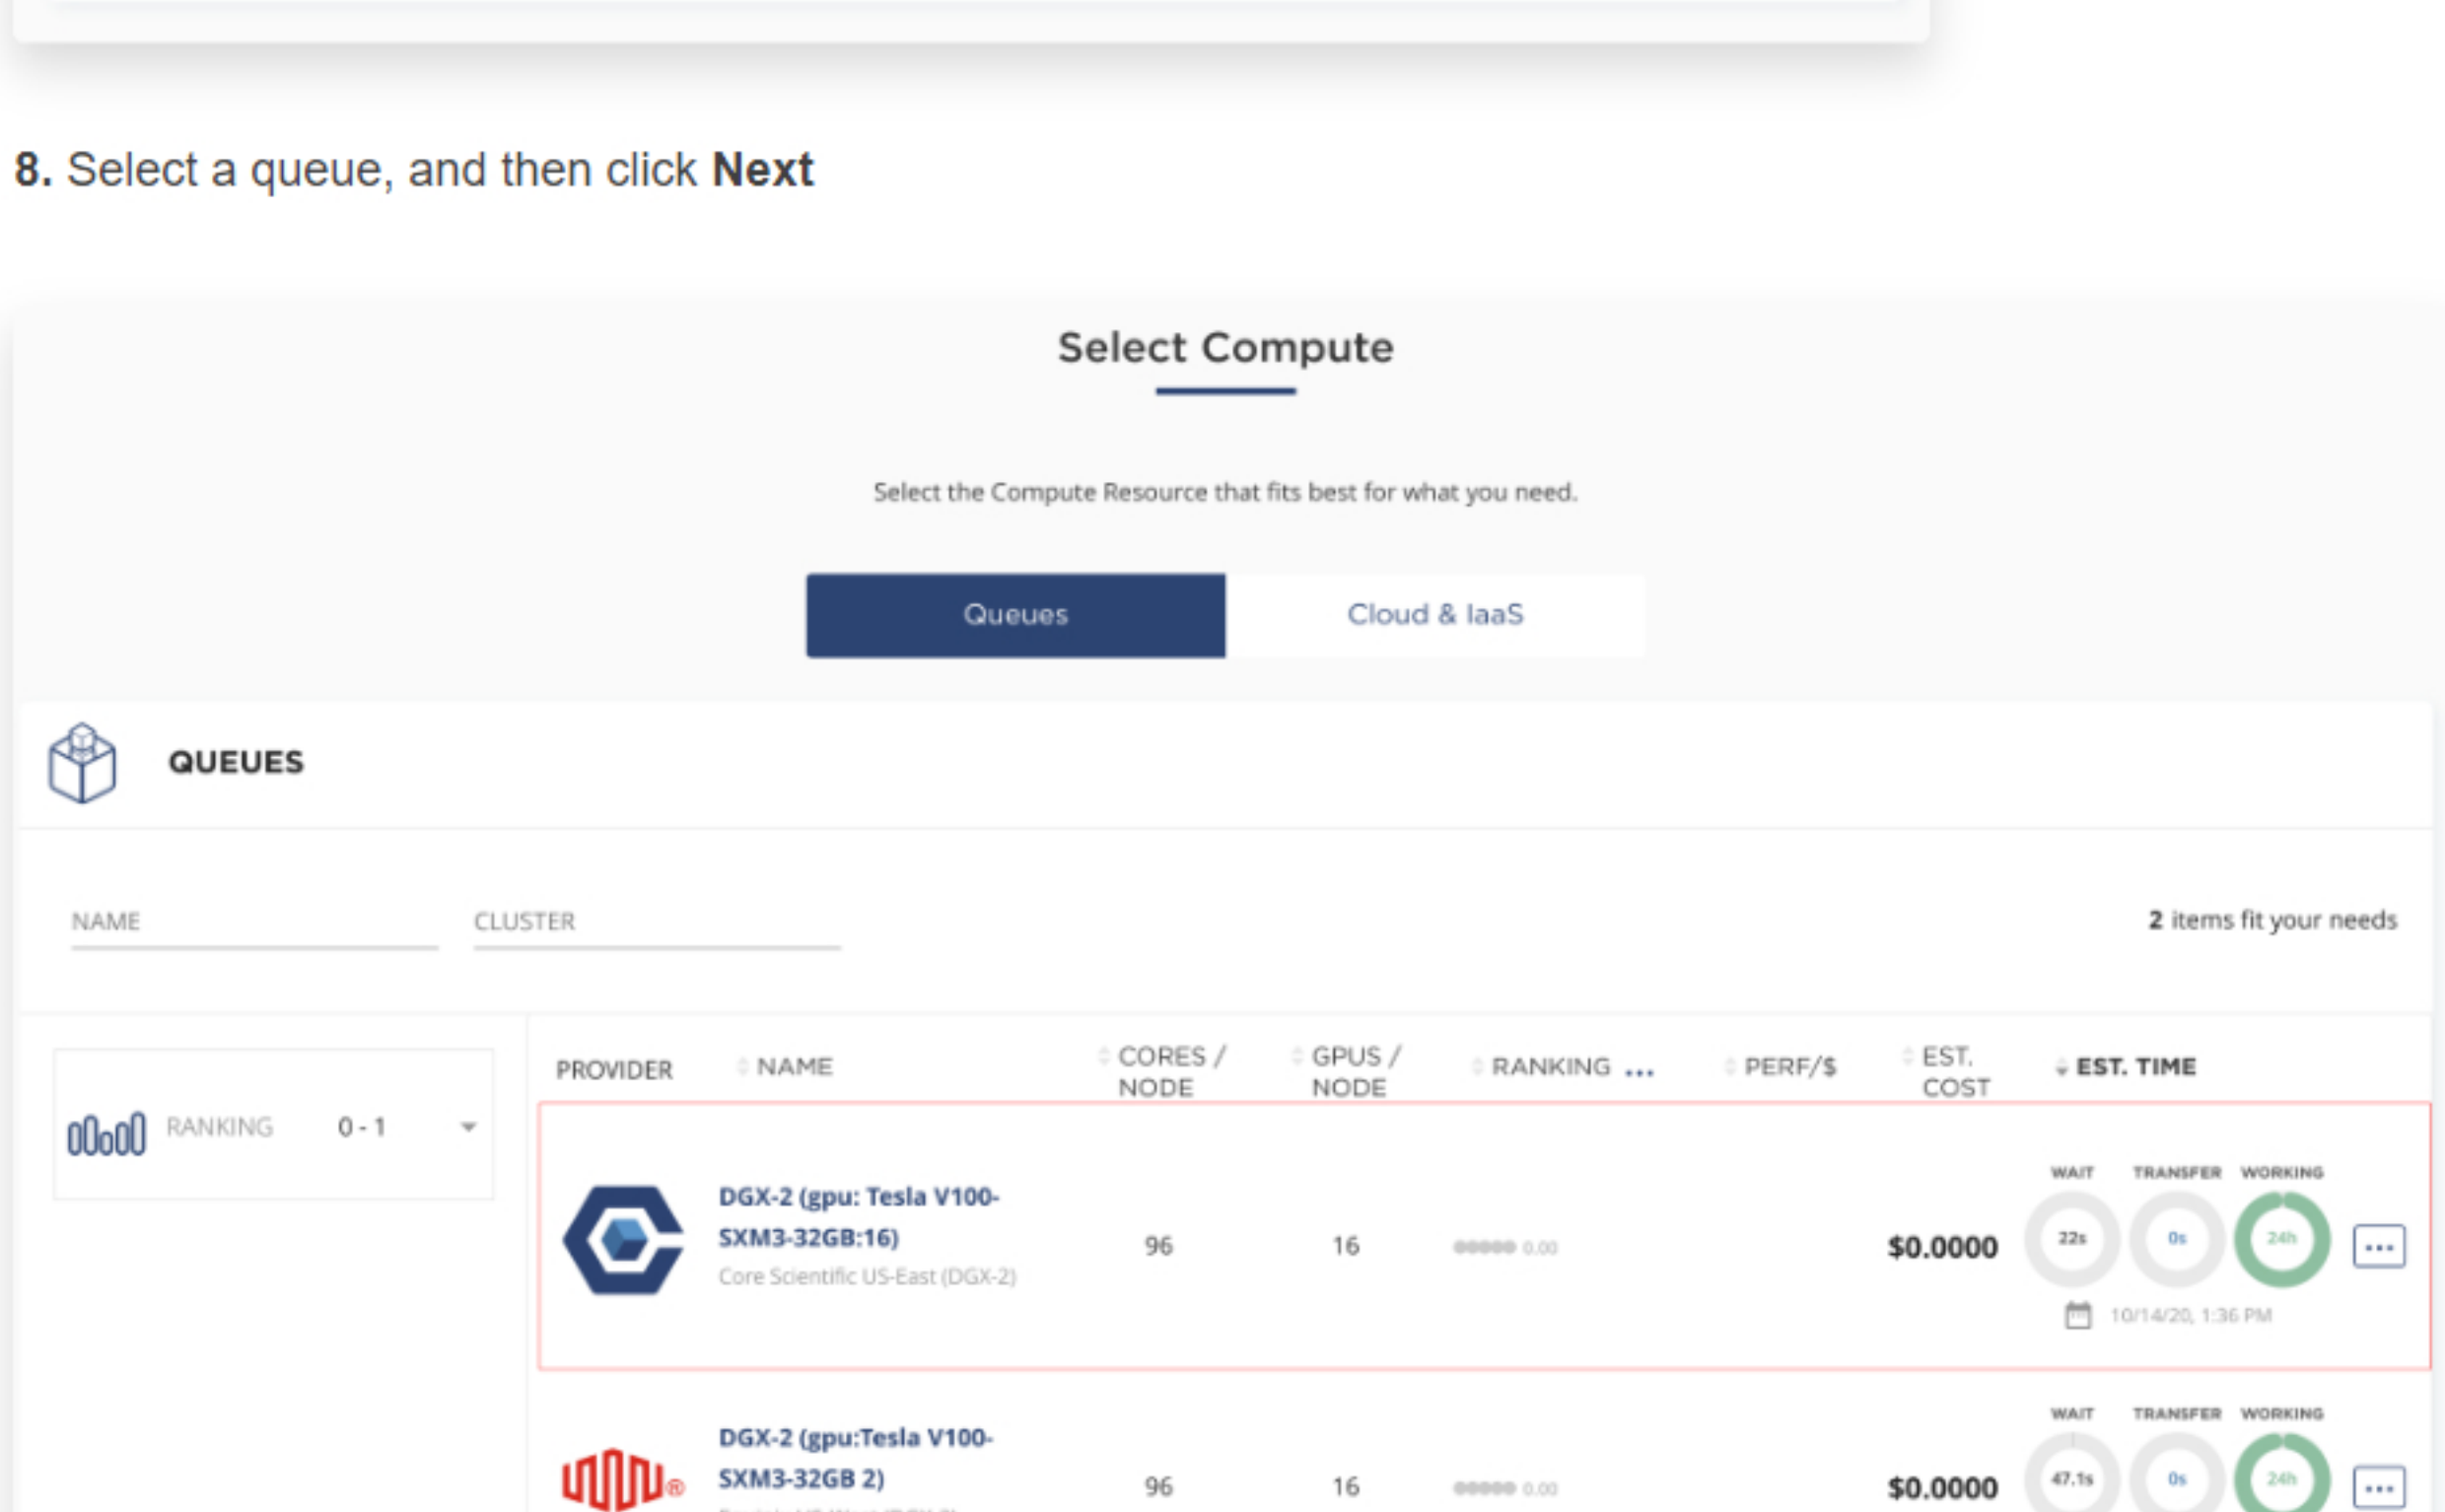 8. Select a queue, and then click Next
Select Compute
Select the Compute Resource that fits best for what you need.
Queues
Cloud & IaaS
QUEUES
NAME
CLUSTER
2 items fit your needs
RANKING 0 - 1
PROVIDER NAME CORES / NODE GPUS / NODE RANKING ... PERF/$ EST. COST EST. TIME
WAIT TRANSFER WORKING
DGX-2 (gpu: Tesla V100-
SXM3-32GB:16)
Core Scientific US-East (DGX-2)
96 16 0.00 $0.0000 22s 0s 24h
10/14/20, 1:36 PM
WAIT TRANSFER WORKING
DGX-2 (gpu:Tesla V100-
SXM3-32GB 2)
96 16 0.00 $0.0000 47.1s 0s 24h